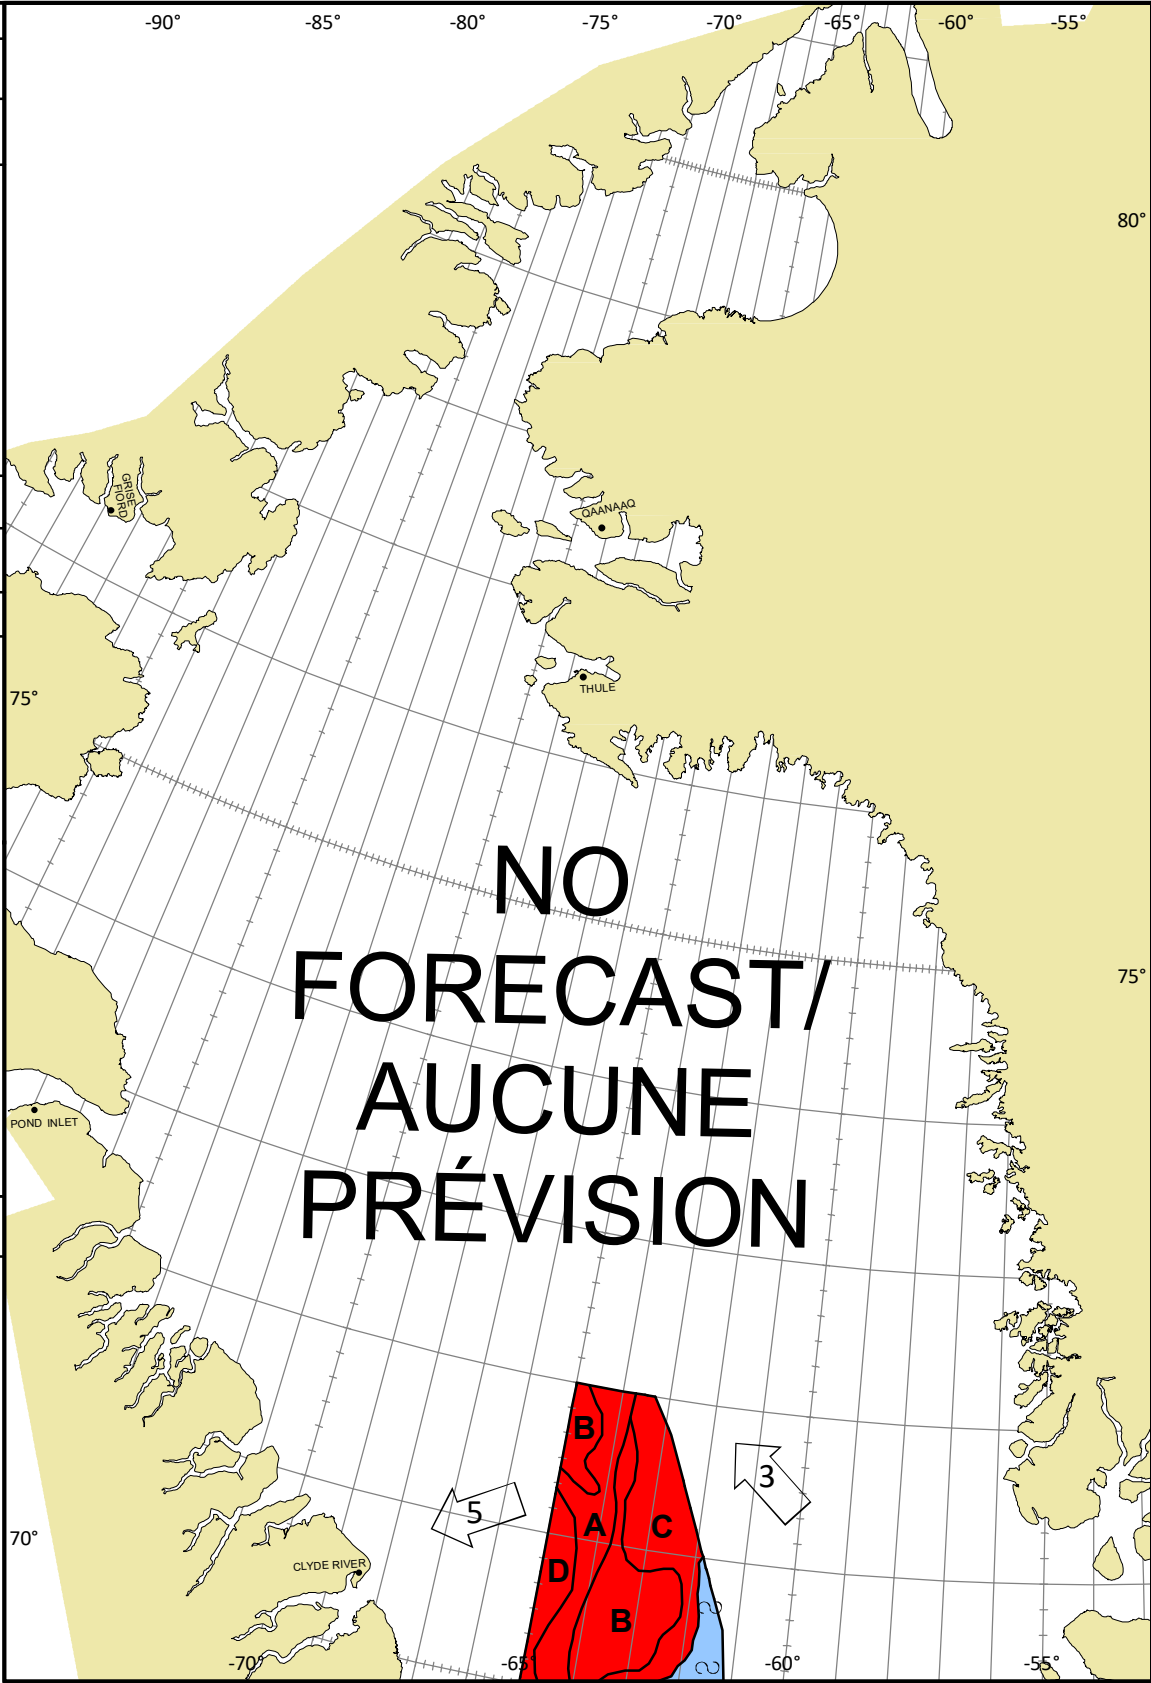 -90° -85° -80° -75° -70° -65° -60° -55°
80°
GRISE
FIORD
QAANAAQ
THULE
75°
NO
FORECAST/
75°
AUCUNE
POND INLET
PRÉVISION
B
3
5
A C
70°
CLYDE RIVER
D
B
-70° -65° -60° -55°